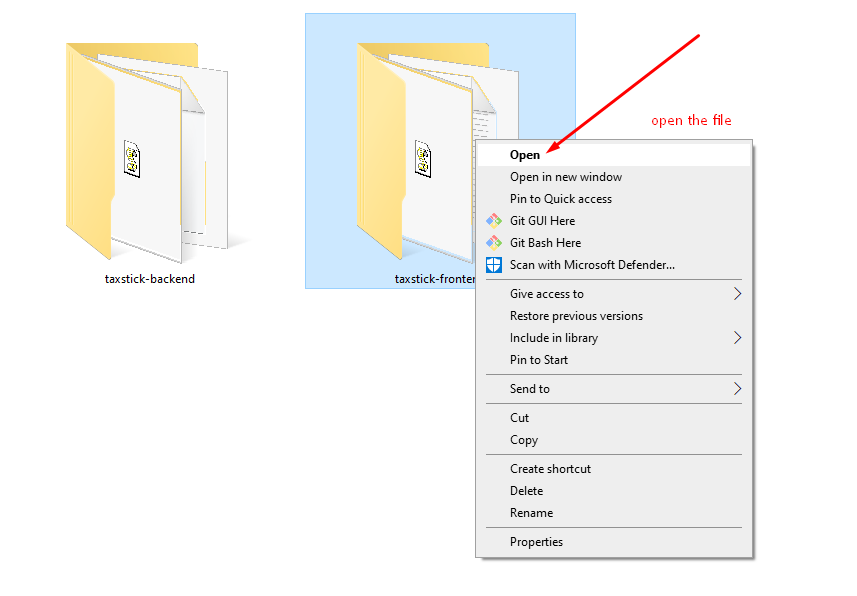 open the file
Open
Open in new window
Pin to Quick access
Git GUI Here
Git Bash Here
Scan with Microsoft Defender...
Give access to
Restore previous versions
Include in library
Pin to Start
Send to
Cut
Copy
Create shortcut
Delete
Rename
Properties
taxstick-backend
taxstick-fronten